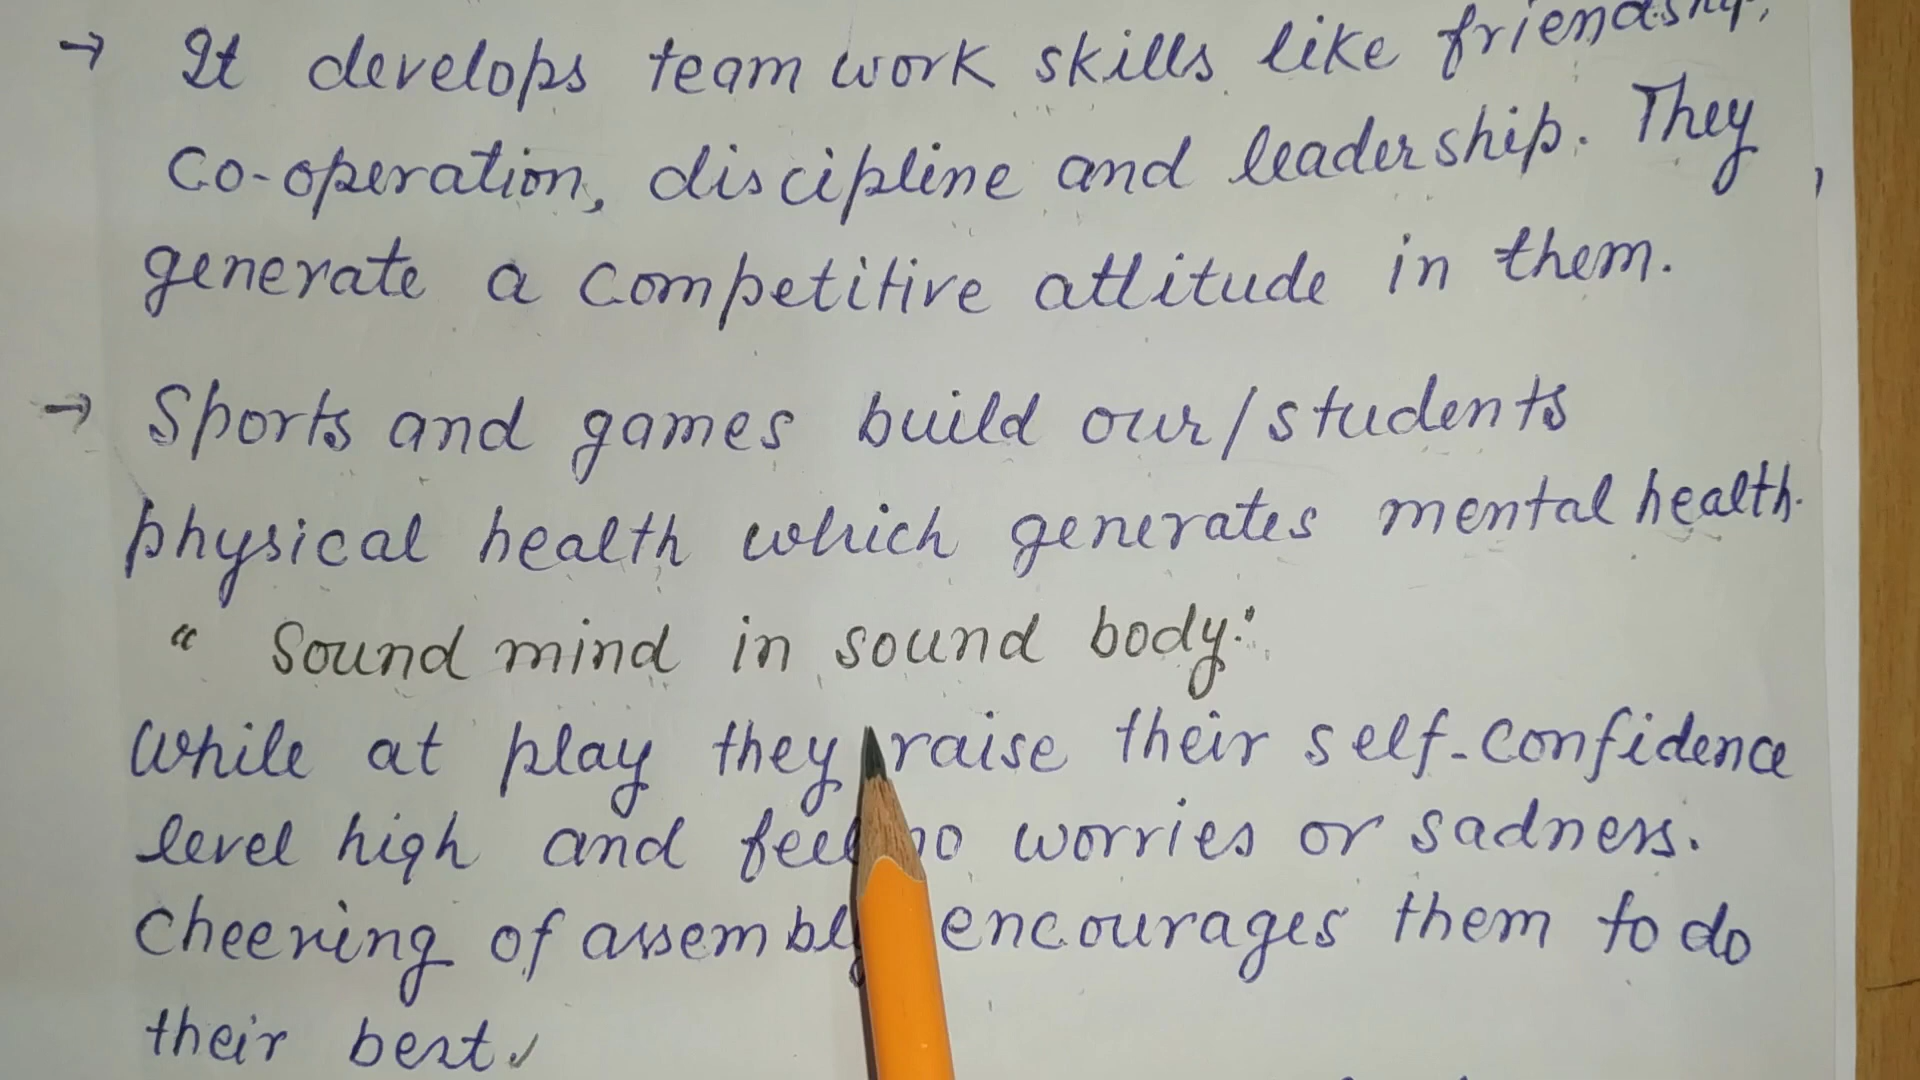 → It develops team work skills like friendship,
co-operation, discipline and leadership. They
generate a competitive attitude in them.
→ Sports and games build our/students
physical health which generates mental health.
" Sound mind in sound body."
While at play they raise their self-confidence
level high and feel no worries or sadness.
Cheering of assembly encourages them to do
their best.